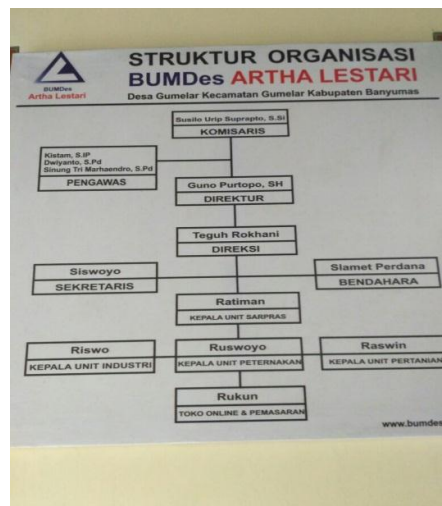 BUMDes
Artha Lestari
STRUKTUR ORGANISASI
BUMDes ARTHA LESTARI
Desa Gumelar Kecamatan Gumelar Kabupaten Banyumas
Susilo Urip Suprapto, S.Si
KOMISARIS
Kistam, S.IP
Dwiyanto, S.Pd
Sinung Tri Marhaendro, S.Pd
PENGAWAS
Guno Purtopo, SH
DIREKTUR
Teguh Rokhani
DIREKSI
Siswoyo
SEKRETARIS
Slamet Perdana
BENDAHARA
Ratiman
KEPALA UNIT SARPRAS
Riswo
KEPALA UNIT INDUSTRI
Ruswoyo
KEPALA UNIT PETERNAKAN
Raswin
KEPALA UNIT PERTANIAN
Rukun
TOKO ONLINE & PEMASARAN
www.bumdes